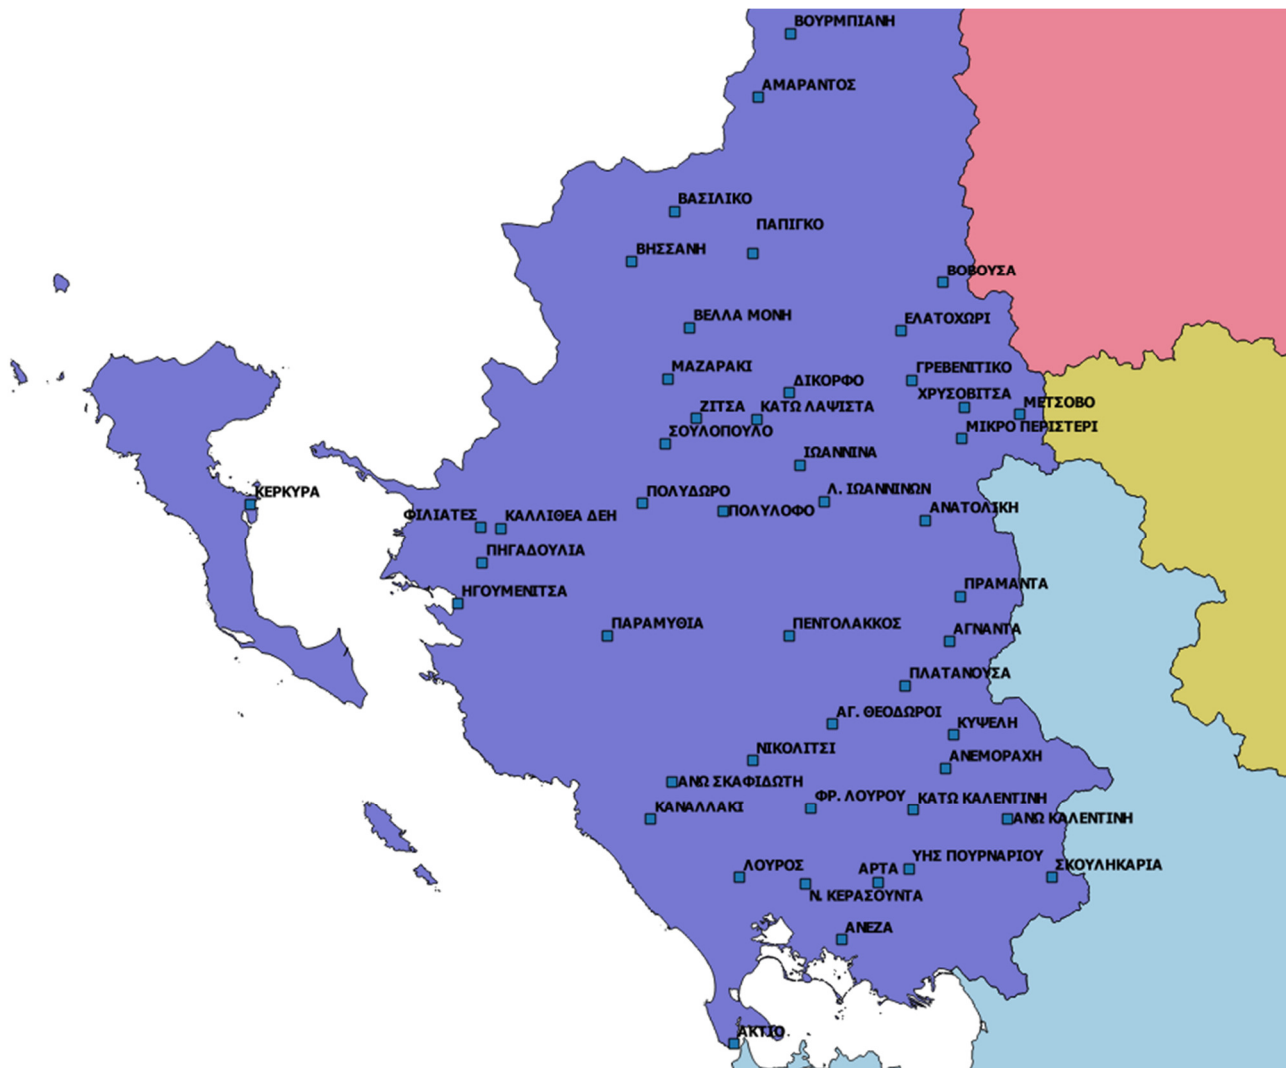 ΒΟΥΡΜΠΙΑΝΗ
ΑΜΑΡΑΝΤΟΣ
ΒΑΣΙΛΙΚΟ
ΠΑΠΙΓΚΟ
ΒΗΣΣΑΝΗ
ΒΟΒΟΥΣΑ
ΒΕΛΛΑ ΜΟΝΗ
ΕΛΑΤΟΧΩΡΙ
ΜΑΖΑΡΑΚΙ
ΓΡΕΒΕΝΙΤΙΚΟ
ΔΙΚΟΡΦΟ
ΧΡΥΣΟΒΙΤΣΑ
ΜΕΤΣΟΒΟ
ΖΙΤΣΑ
ΚΑΤΩ ΛΑΨΙΣΤΑ
ΜΙΚΡΟ ΠΕΡΙΣΤΕΡΙ
ΣΟΥΛΟΠΟΥΛΟ
ΙΩΑΝΝΙΝΑ
ΚΕΡΚΥΡΑ
ΠΟΛΥΔΩΡΟ
Λ. ΙΩΑΝΝΙΝΩΝ
ΦΙΛΙΑΤΕΣ
ΚΑΛΛΙΘΕΑ ΔΕΗ
ΠΟΛΥΛΟΦΟ
ΑΝΑΤΟΛΙΚΗ
ΠΗΓΑΔΟΥΛΙΑ
ΗΓΟΥΜΕΝΙΤΣΑ
ΠΡΑΜΑΝΤΑ
ΠΑΡΑΜΥΘΙΑ
ΠΕΝΤΟΛΑΚΚΟΣ
ΑΓΝΑΝΤΑ
ΠΛΑΤΑΝΟΥΣΑ
ΑΓ. ΘΕΟΔΩΡΟΙ
ΚΥΨΕΛΗ
ΝΙΚΟΛΙΤΣΙ
ΑΝΕΜΟΡΑΧΗ
ΑΝΩ ΣΚΑΦΙΔΩΤΗ
ΦΡ. ΛΟΥΡΟΥ
ΚΑΤΩ ΚΑΛΕΝΤΙΝΗ
ΚΑΝΑΛΛΑΚΙ
ΑΝΩ ΚΑΛΕΝΤΙΝΗ
ΛΟΥΡΟΣ
ΑΡΤΑ
ΥΗΣ ΠΟΥΡΝΑΡΙΟΥ
ΣΚΟΥΛΗΚΑΡΙΑ
Ν. ΚΕΡΑΣΟΥΝΤΑ
ΑΝΕΖΑ
ΑΚΤΙΟ